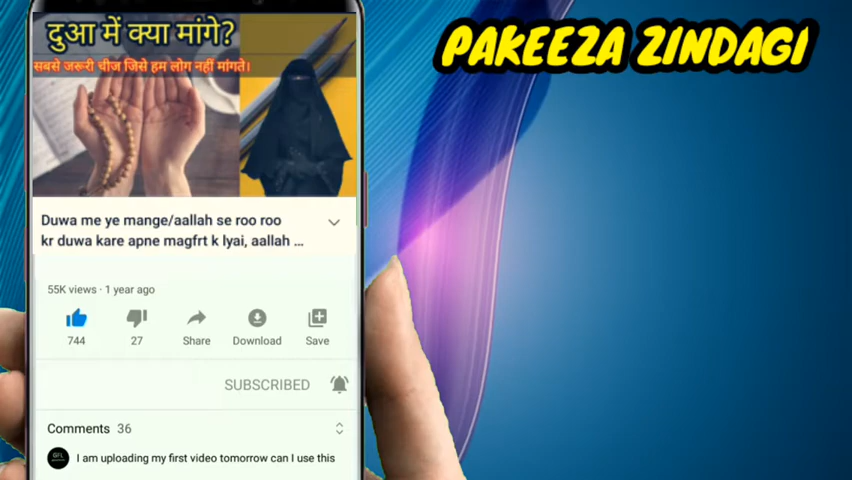 दुआ में क्या मांगे?
सबसे जरूरी चीज जिसे हम लोग नहीं मांगते।
PAKEEZA ZINDAGI
Duwa me ye mange/aallah se roo roo
kr duwa kare apne magfrt k lyai, aallah ...
55K views · 1 year ago
744
27
Share
Download
Save
SUBSCRIBED
Comments 36
GFL
I am uploading my first video tomorrow can I use this